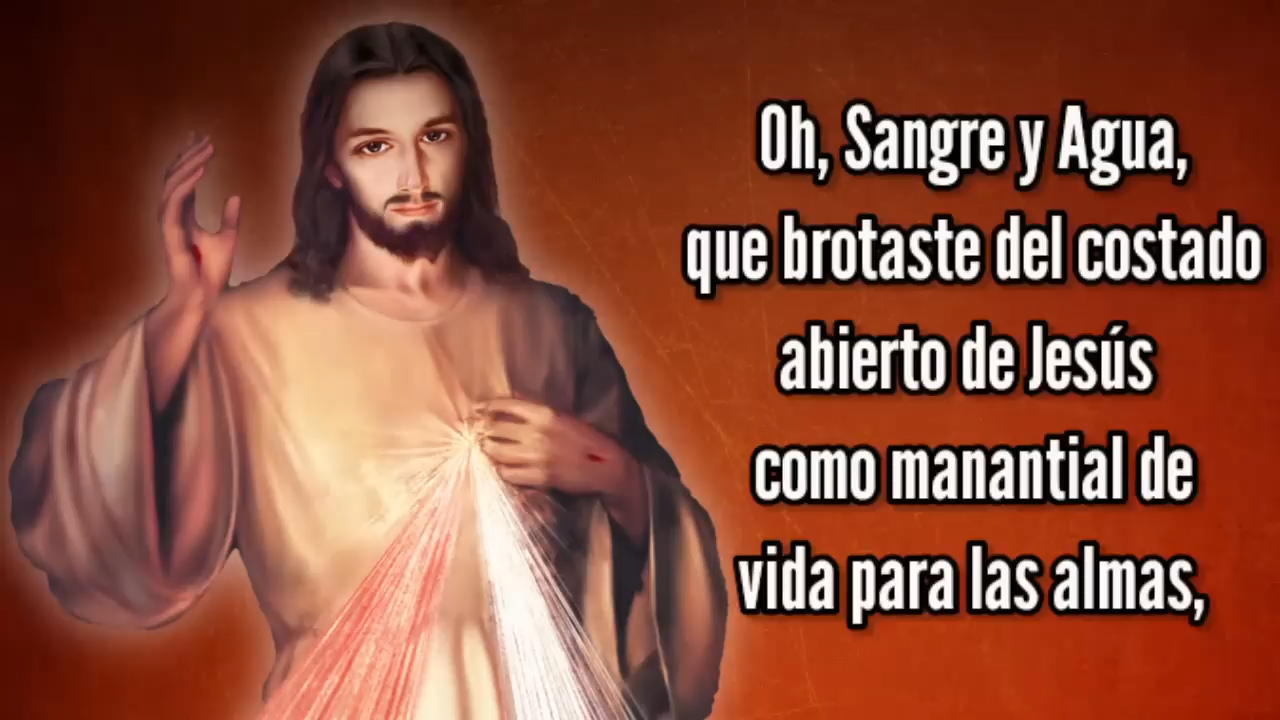 Oh, Sangre y Agua,
que brotaste del costado
abierto de Jesús
como manantial de
vida para las almas,